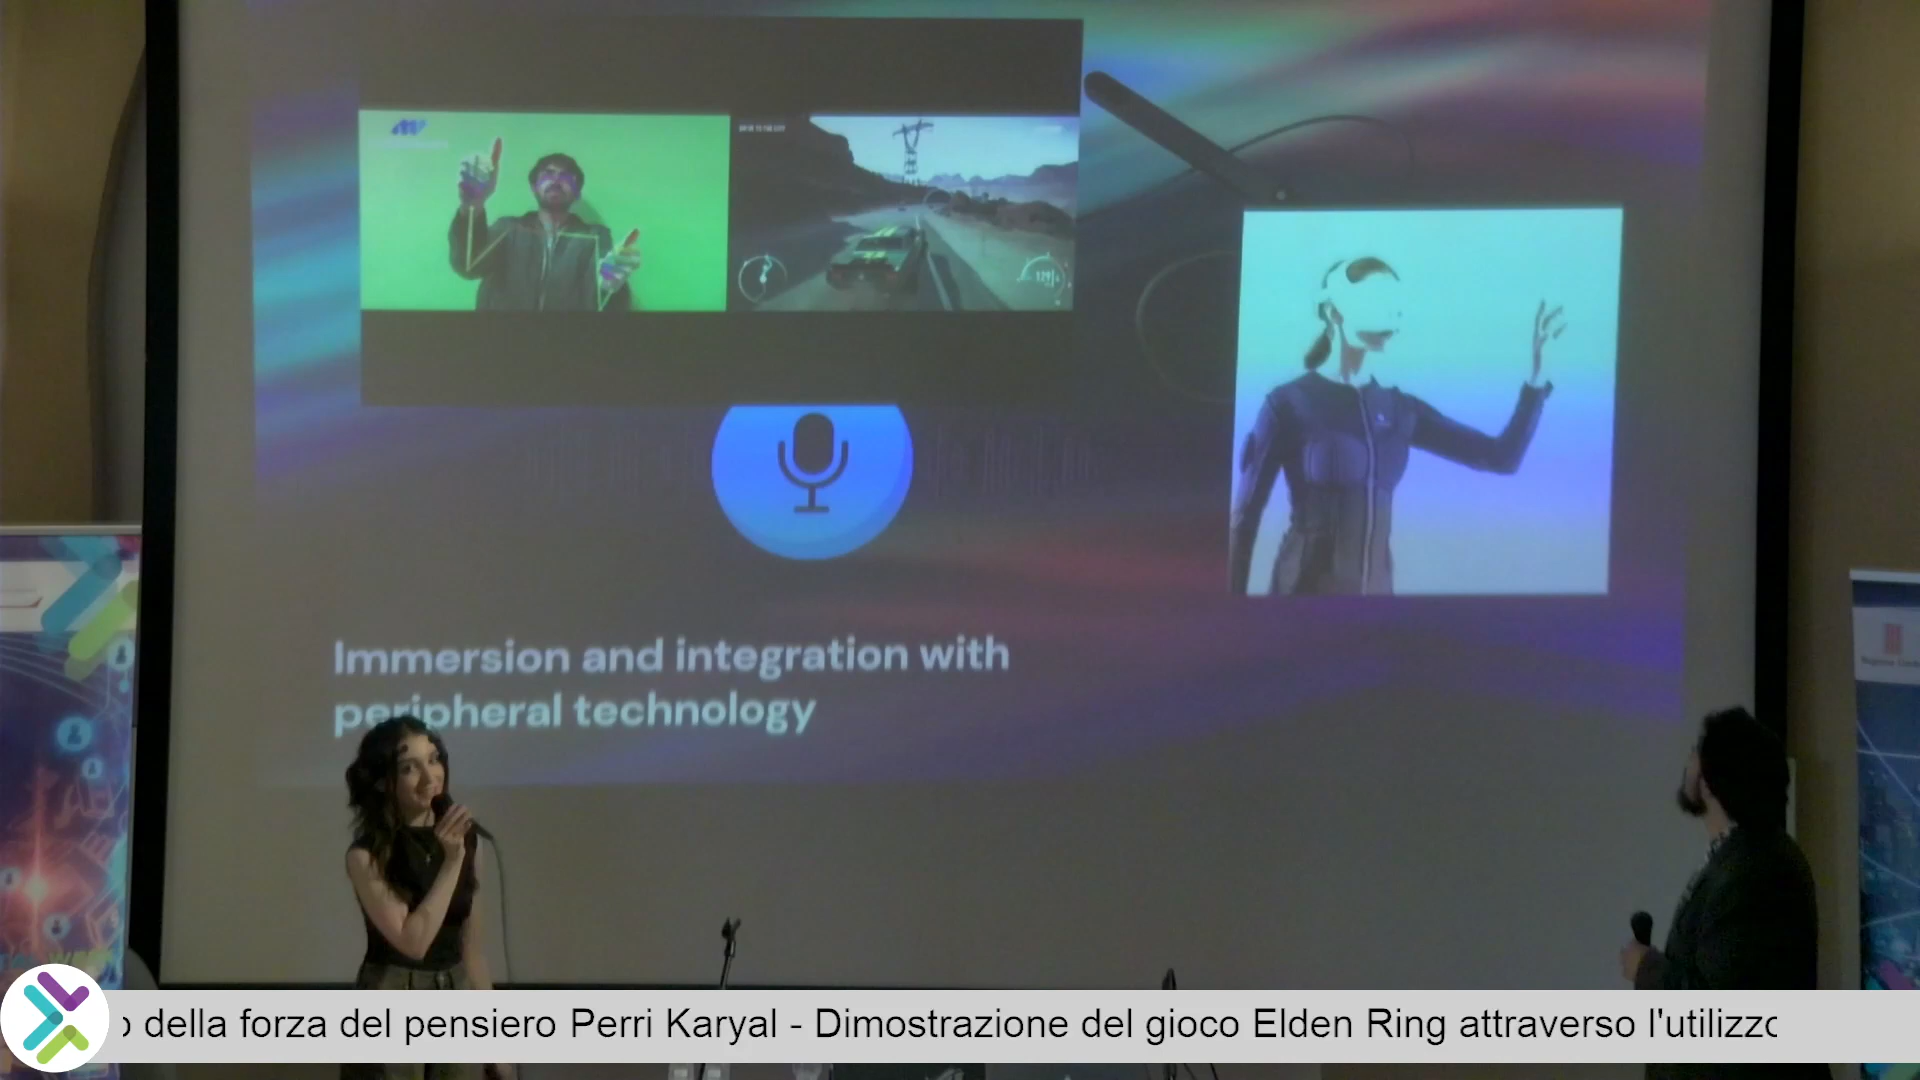 Immersion and integration with
peripheral technology
della forza del pensiero Perri Karyal - Dimostrazione del gioco Elden Ring attraverso l'utilizzo